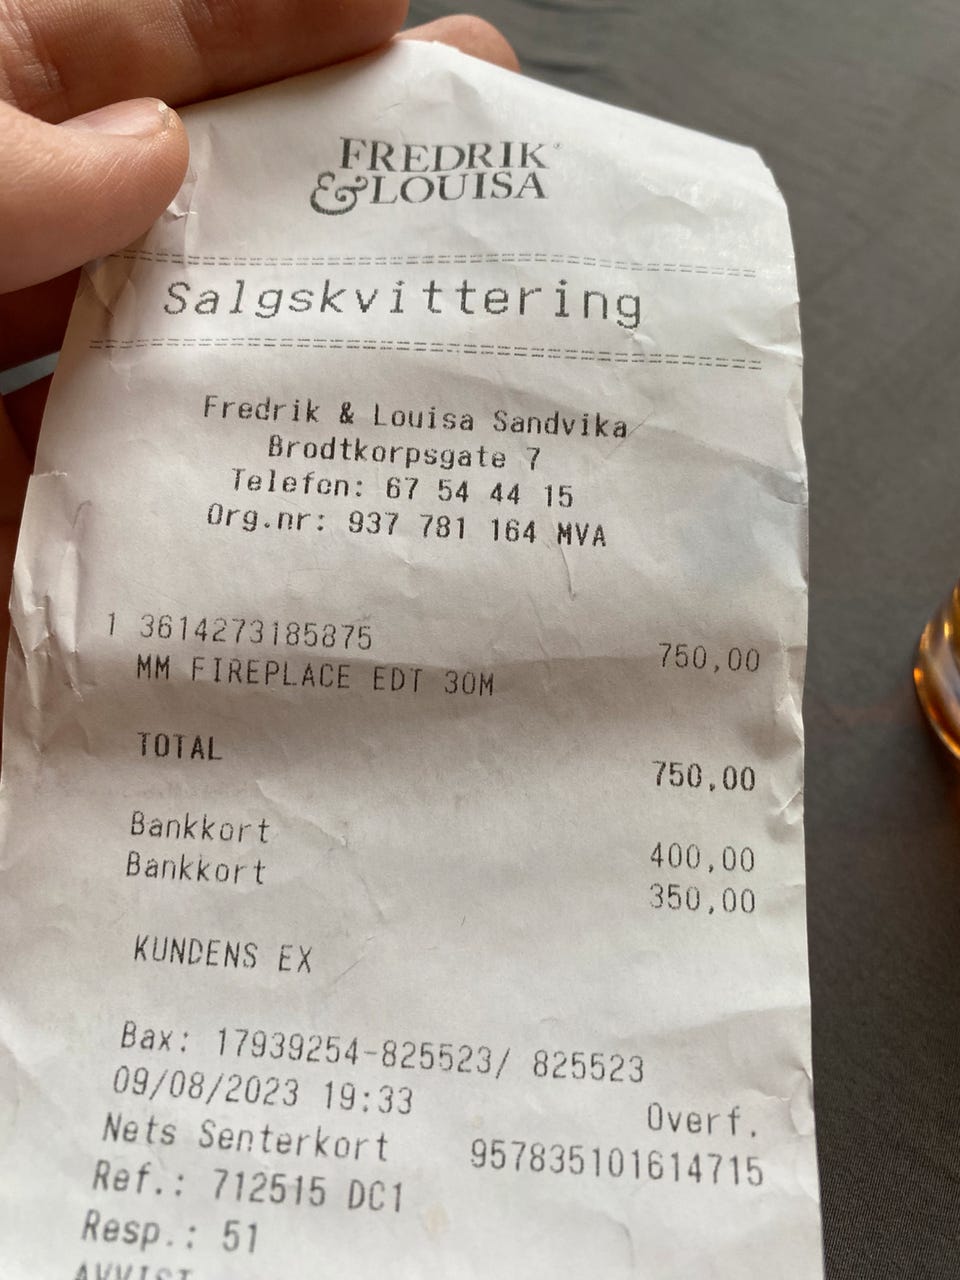 FREDRIK
& LOUISA
Salgskvittering
Fredrik & Louisa Sandvika
Brodtkorpsgate 7
Telefon: 67 54 44 15
Org.nr: 937 781 164 MVA
1 3614273185875 750,00
MM FIREPLACE EDT 30M
TOTAL 750,00
Bankkort 400,00
Bankkort 350,00
KUNDENS EX
Bax: 17939254-825523/ 825523
09/08/2023 19:33 Overf.
Nets Senterkort 957835101614715
Ref.: 712515 DC1
Resp.: 51
AVVIST